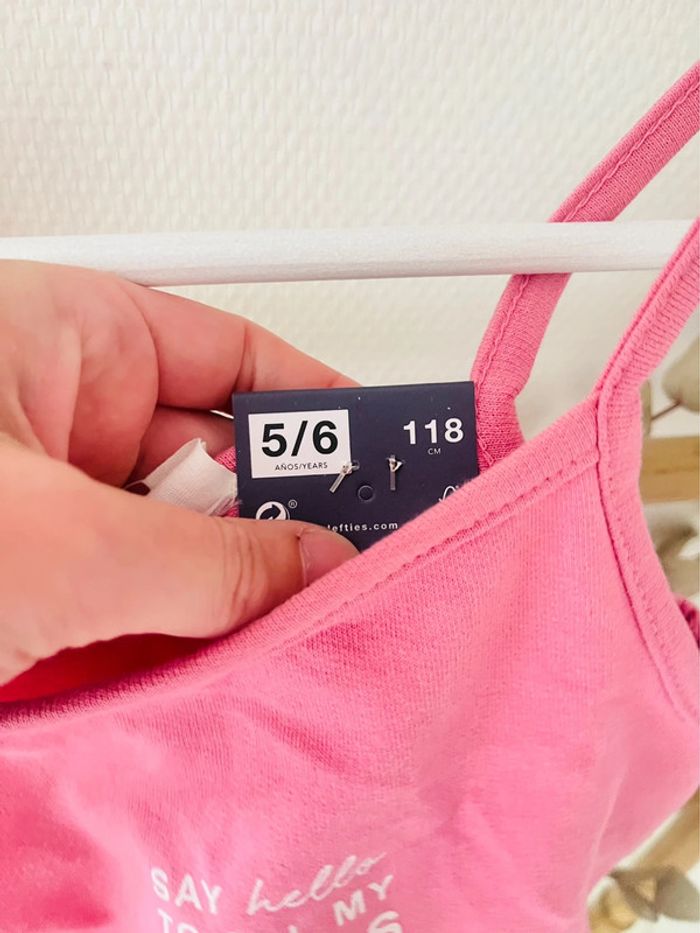 5/6
AÑOS/YEARS
118
CM
®
lefties.com
SAY hello
MY